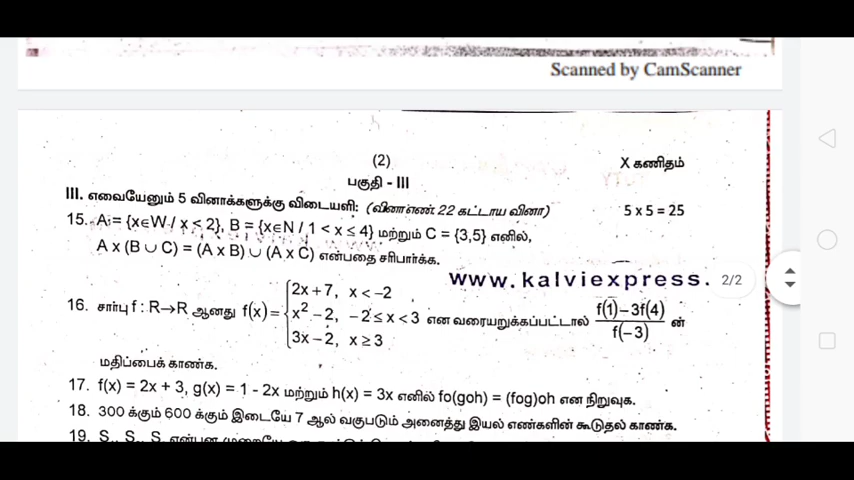 Scanned by CamScanner
(2)
X கணிதம்
பகுதி - III
III. எவையேனும் 5 வினாக்களுக்கு விடையளி: (வினா எண். 22 கட்டாய வினா) 5 x 5 = 25
15. A = {x∈W / x < 2}, B = {x∈N / 1 < x ≤ 4} மற்றும் C = {3,5} எனில்,
A x (B ∪ C) = (A x B) ∪ (A x C) என்பதை சரிபார்க்க.
www.kalviexpress.
2/2
16. சார்பு f : R→R ஆனது f(x) = { 2x + 7, x < −2
x² − 2, −2 ≤ x < 3 என வரையறுக்கப்பட்டால் f(1)−3f(4) / f(−3) ன்
3x − 2, x ≥ 3
மதிப்பைக் காண்க.
17. f(x) = 2x + 3, g(x) = 1 - 2x மற்றும் h(x) = 3x எனில் fo(goh) = (fog)oh என நிறுவுக.
18. 300 க்கும் 600 க்கும் இடையே 7 ஆல் வகுபடும் அனைத்து இயல் எண்களின் கூடுதல் காண்க.
19. S